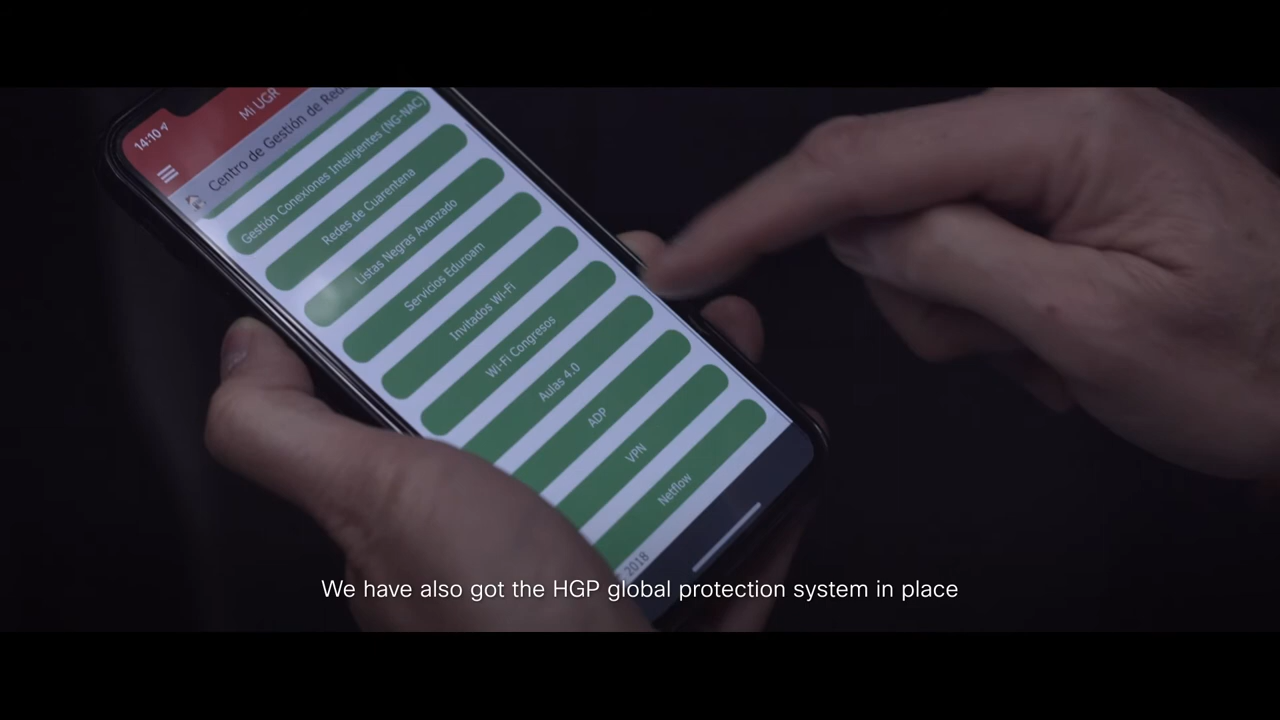 14:10
Mi UGR
Centro de Gestión de
Gestión Conexiones Inteligentes (NG-NAC)
Redes de Cuarentena
Listas Negras Avanzado
Servicios Eduroam
Invitados Wi-Fi
Wi-Fi Congresos
Aulas 4.0
ADP
VPN
Netflow
2018
We have also got the HGP global protection system in place